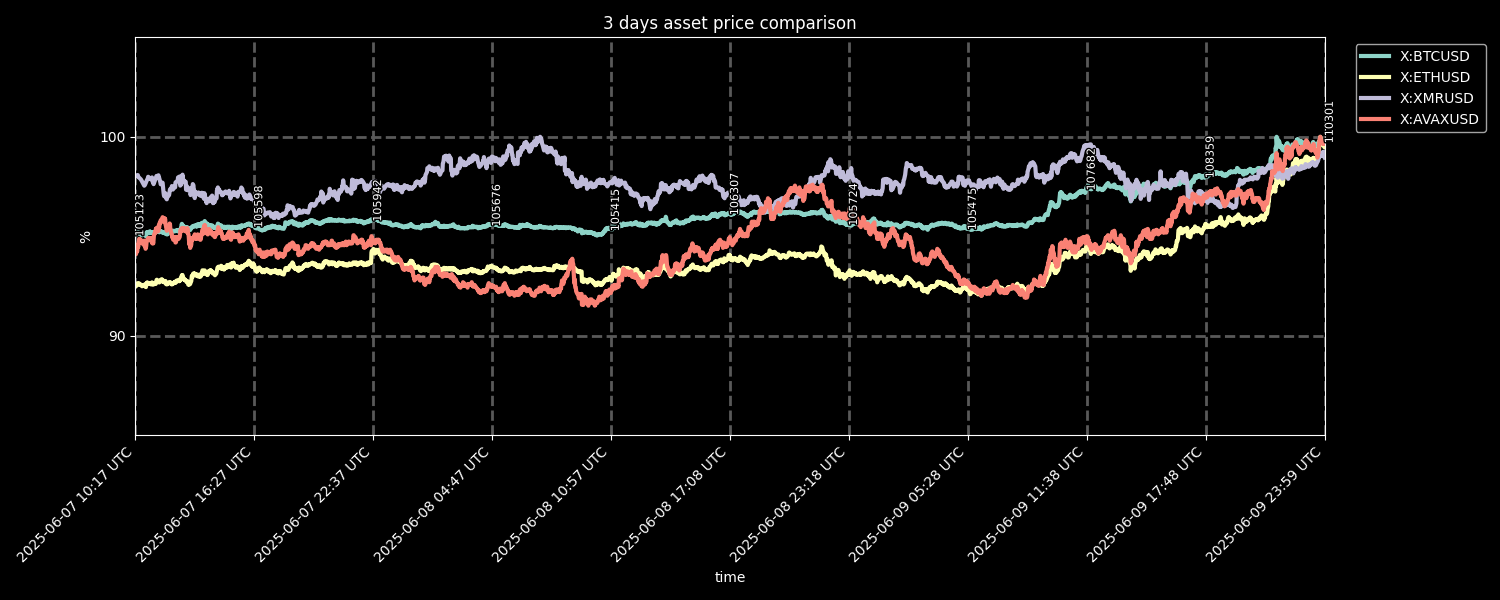 3 days asset price comparison
X:BTCUSD
X:ETHUSD
X:XMRUSD
X:AVAXUSD
100
90
%
105123
105598
105942
105676
105415
106307
105724
105475
107682
108359
110301
2025-06-07 10:17 UTC
2025-06-07 16:27 UTC
2025-06-07 22:37 UTC
2025-06-08 04:47 UTC
2025-06-08 10:57 UTC
2025-06-08 17:08 UTC
2025-06-08 23:18 UTC
2025-06-09 05:28 UTC
2025-06-09 11:38 UTC
2025-06-09 17:48 UTC
2025-06-09 23:59 UTC
time